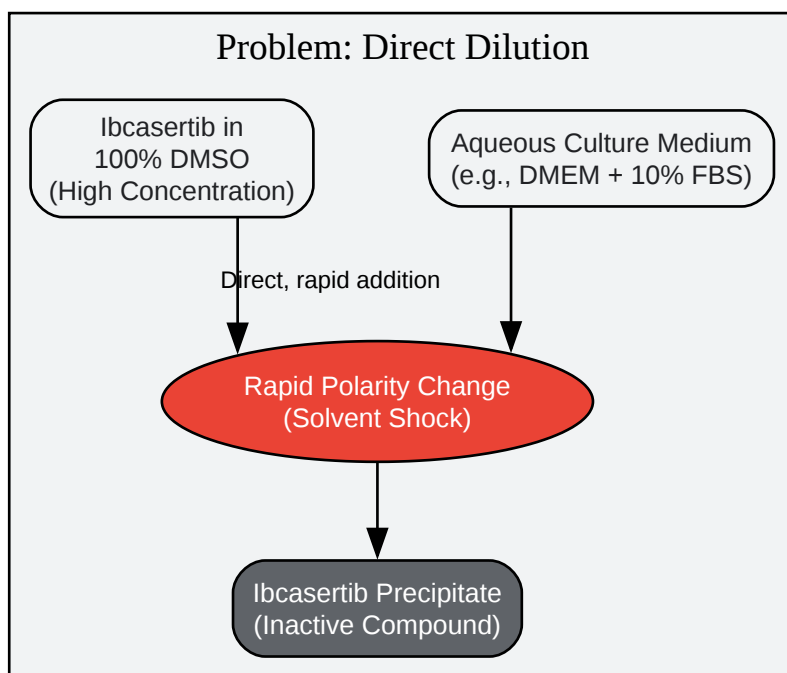 Problem: Direct Dilution
Ibcasertib in
100% DMSO
(High Concentration)
Aqueous Culture Medium
(e.g., DMEM + 10% FBS)
Direct, rapid addition
Rapid Polarity Change
(Solvent Shock)
Ibcasertib Precipitate
(Inactive Compound)